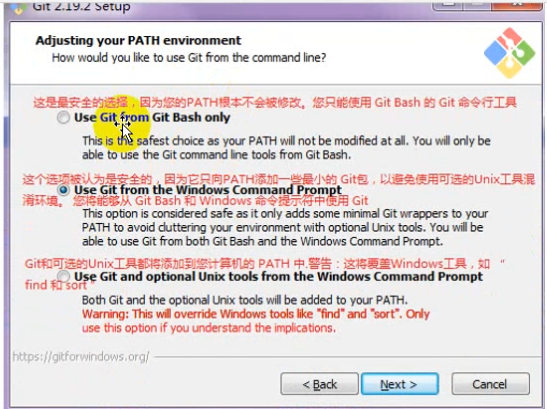 Git 2.19.2 Setup
Adjusting your PATH environment
How would you like to use Git from the command line?
这是最安全的选择，因为您的PATH根本不会被修改。您只能使用 Git Bash 的 Git 命令行工具
Use Git from Git Bash only
This is the safest choice as your PATH will not be modified at all. You will only be
able to use the Git command line tools from Git Bash.
这个选项被认为是安全的，因为它只向PATH添加一些最小的 Git包，以避免使用可选的Unix工具混
Use Git from the Windows Command Prompt
淆环境。 您将能够从 Git Bash 和 Windows 命令提示符中使用 Git
This option is considered safe as it only adds some minimal Git wrappers to your
PATH to avoid cluttering your environment with optional Unix tools. You will be
able to use Git from both Git Bash and the Windows Command Prompt.
Git和可选的Unix工具都将添加到您计算机的 PATH 中.警告：这将覆盖Windows工具，如 “
Use Git and optional Unix tools from the Windows Command Prompt
find 和 sort ”
Both Git and the optional Unix tools will be added to your PATH.
Warning: This will override Windows tools like "find" and "sort". Only
use this option if you understand the implications.
https://gitforwindows.org/
< Back
Next >
Cancel